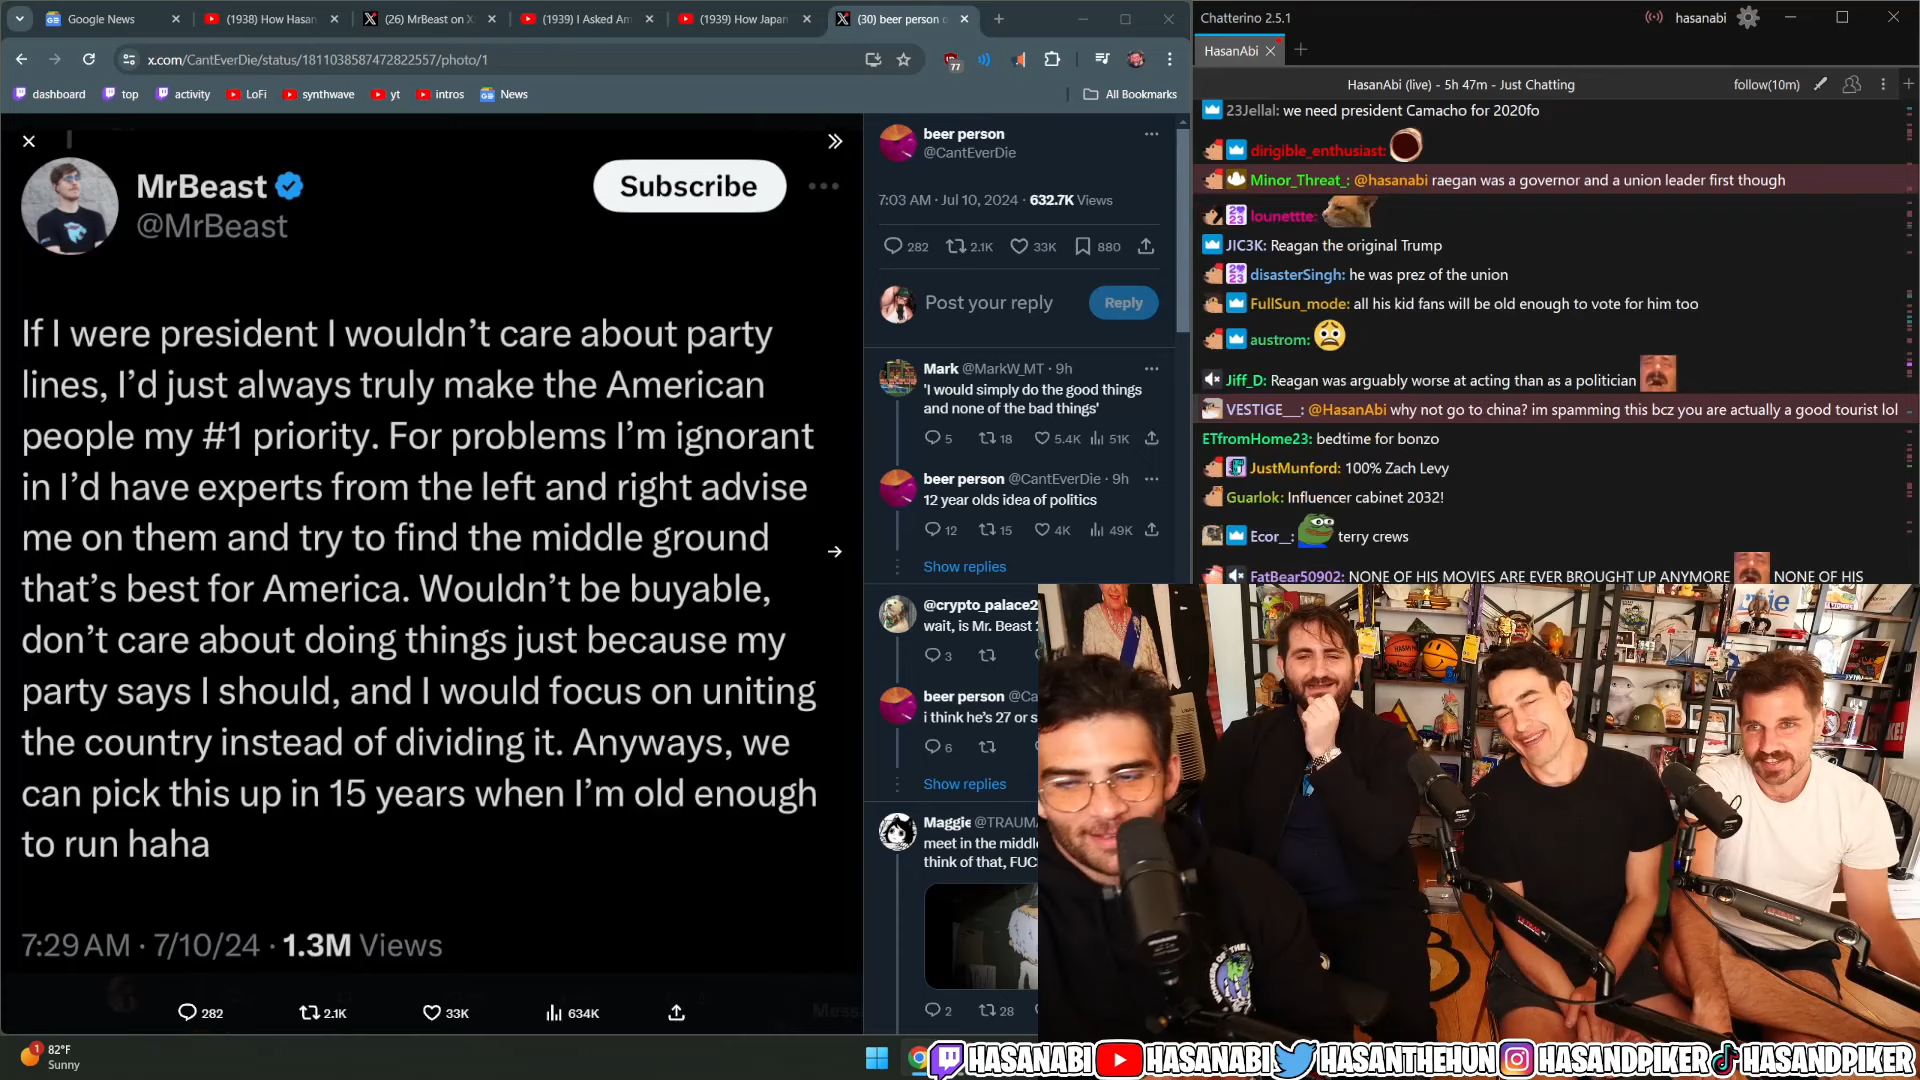 Google News
(1938) How Hasan
(26) MrBeast on X
(1939) I Asked Am
(1939) How Japan
(30) beer person o
x.com/CantEverDie/status/1811038587472822557/photo/1
77
dashboard
top
activity
LoFi
synthwave
yt
intros
News
All Bookmarks
MrBeast
@MrBeast
Subscribe
If I were president I wouldn't care about party
lines, I'd just always truly make the American
people my #1 priority. For problems I'm ignorant
in I'd have experts from the left and right advise
me on them and try to find the middle ground
that's best for America. Wouldn't be buyable,
don't care about doing things just because my
party says I should, and I would focus on uniting
the country instead of dividing it. Anyways, we
can pick this up in 15 years when I'm old enough
to run haha
7:29 AM · 7/10/24 · 1.3M Views
282
2.1K
33K
634K
beer person
@CantEverDie
7:03 AM · Jul 10, 2024 · 632.7K Views
282
2.1K
33K
880
Post your reply
Reply
Mark @MarkW_MT · 9h
'I would simply do the good things
and none of the bad things'
5
18
5.4K
51K
beer person @CantEverDie · 9h
12 year olds idea of politics
12
15
4K
49K
Show replies
@crypto_palace2
wait, is Mr. Beast
3
beer person @Ca
i think he's 27 or s
6
Show replies
Maggie @TRAUMA
meet in the middle
think of that, FUC
2
28
Chatterino 2.5.1
hasanabi
HasanAbi
HasanAbi (live) - 5h 47m - Just Chatting
follow(10m)
23Jellal: we need president Camacho for 2020fo
dirigible_enthusiast:
Minor_Threat_: @hasanabi raegan was a governor and a union leader first though
lounettte:
JIC3K: Reagan the original Trump
disasterSingh: he was prez of the union
FullSun_mode: all his kid fans will be old enough to vote for him too
austrom:
Jiff_D: Reagan was arguably worse at acting than as a politician
VESTIGE___: @HasanAbi why not go to china? im spamming this bcz you are actually a good tourist lol
ETfromHome23: bedtime for bonzo
JustMunford: 100% Zach Levy
Guarlok: Influencer cabinet 2032!
Ecor__: terry crews
FatBear50902: NONE OF HIS MOVIES ARE EVER BROUGHT UP ANYMORE NONE OF HIS
1
82°F
Sunny
HASANABI
HASANABI
HASANTHEHUN
HASANDPIKER
HASANDPIKER